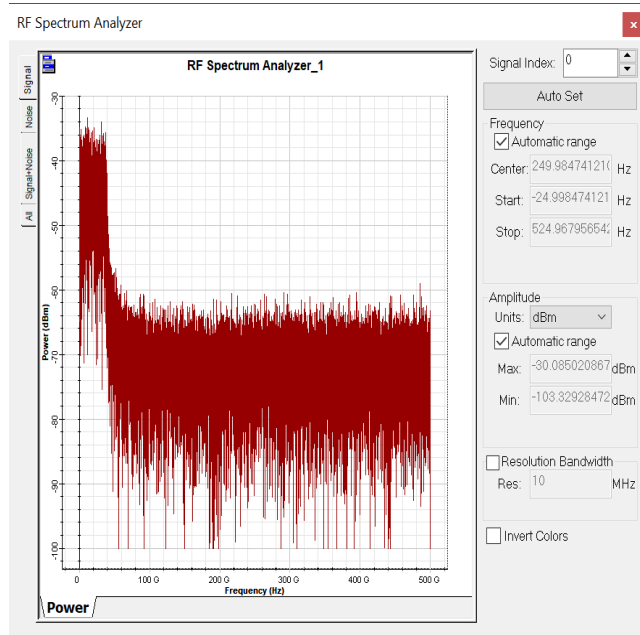 RF Spectrum Analyzer
x
RF Spectrum Analyzer_1
Signal
Noise
Signal+Noise
All
Power (dBm)
-30
-40
-50
-60
-70
-80
-90
-100
0 100 G 200 G 300 G 400 G 500 G
Frequency (Hz)
Power
Signal Index: 0
Auto Set
Frequency
Automatic range
Center: 249.984741210 Hz
Start: -24.998474121 Hz
Stop: 524.967956542 Hz
Amplitude
Units: dBm
Automatic range
Max: -30.085020867 dBm
Min: -103.32928472 dBm
Resolution Bandwidth
Res: 10 MHz
Invert Colors